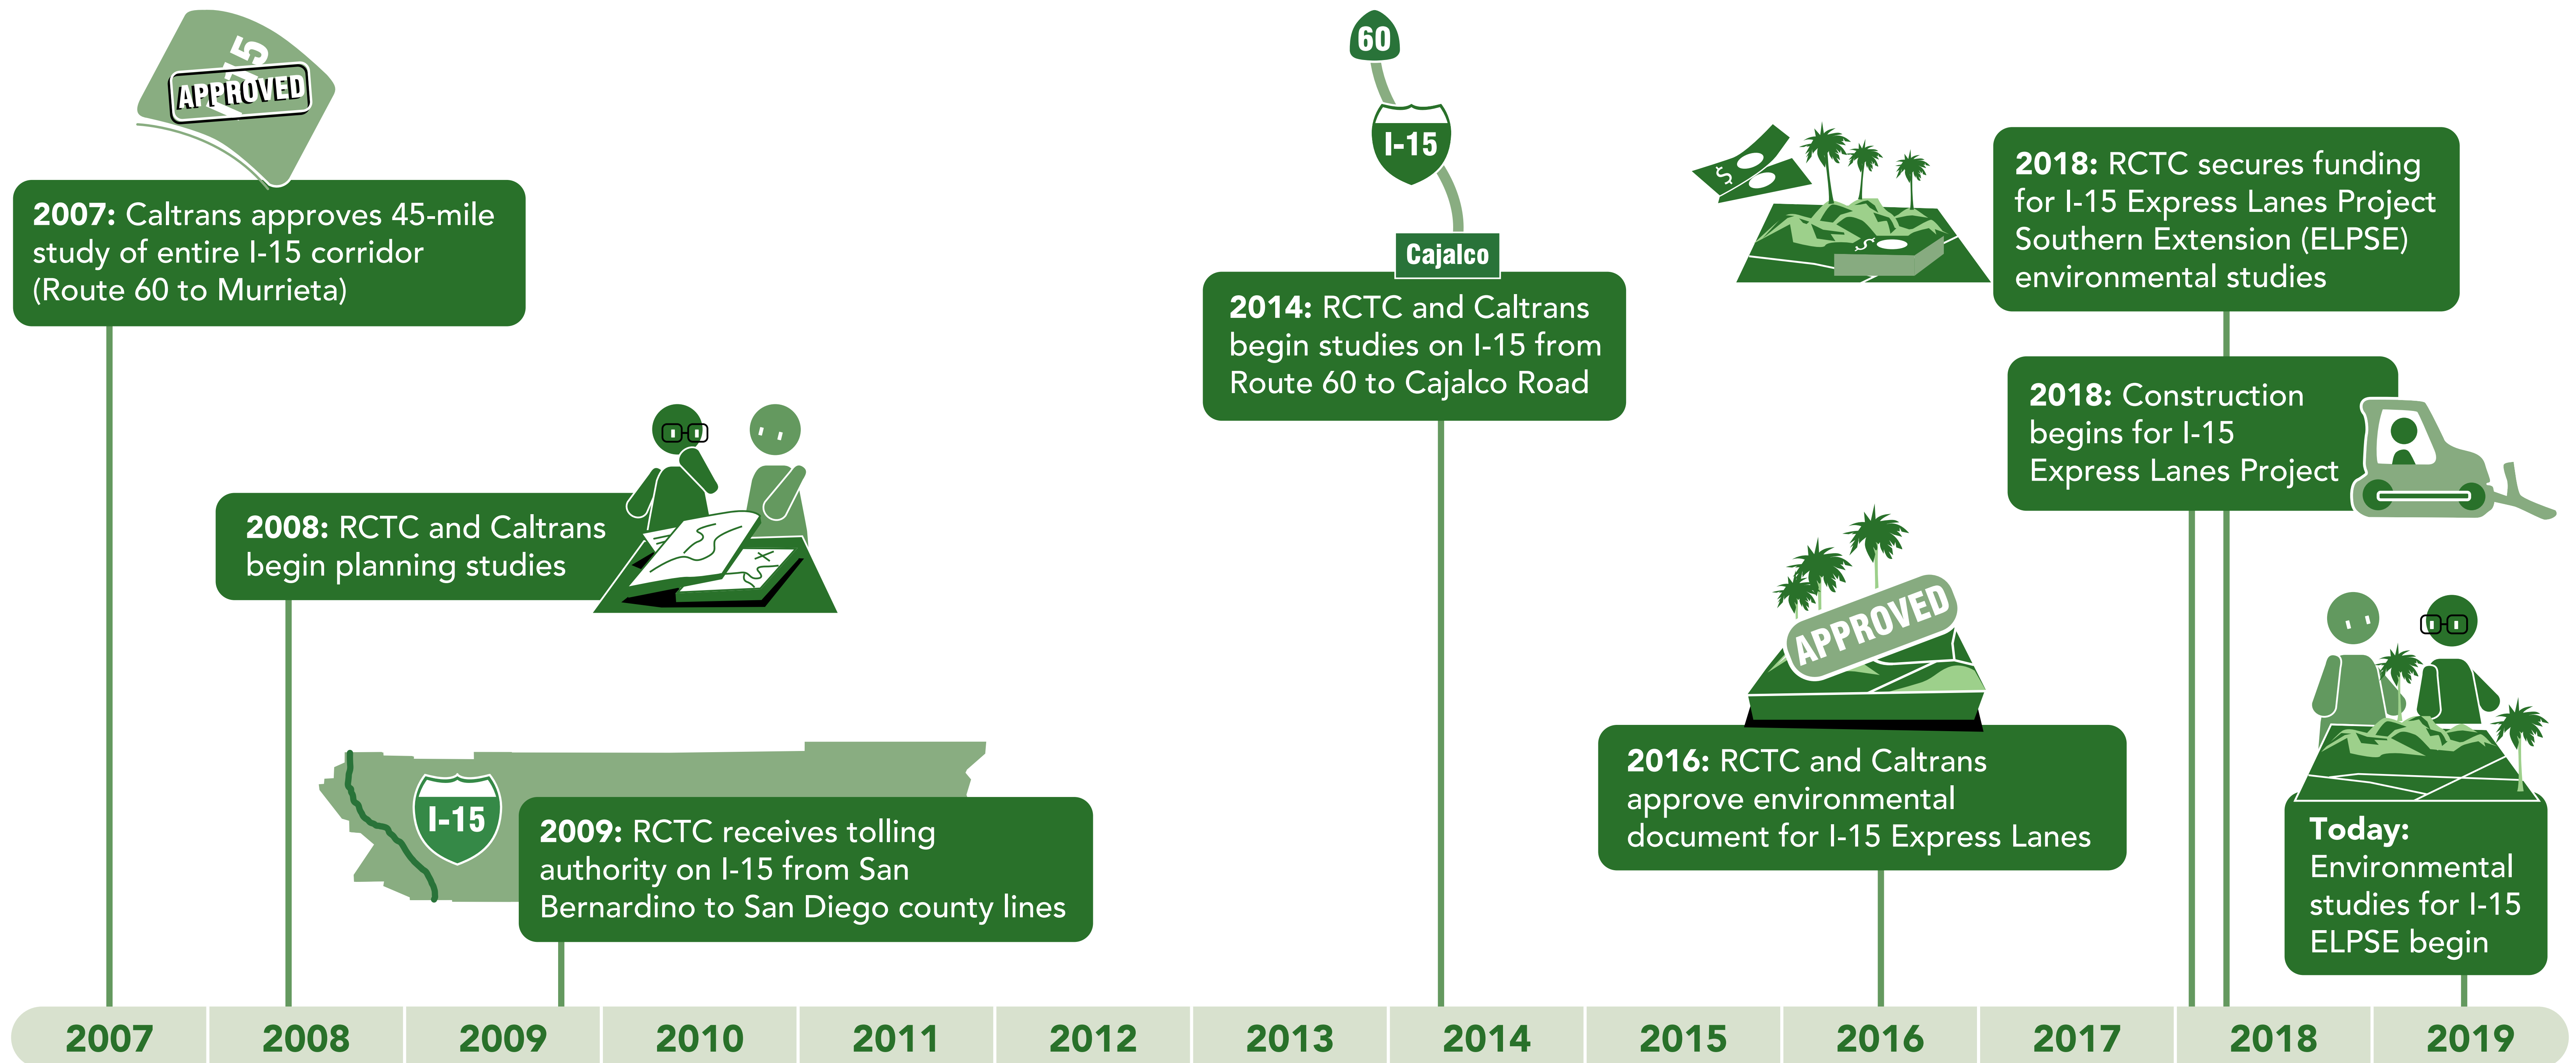 I-15
APPROVED
2007: Caltrans approves 45-mile
study of entire I-15 corridor
(Route 60 to Murrieta)
2008: RCTC and Caltrans
begin planning studies
I-15
2009: RCTC receives tolling
authority on I-15 from San
Bernardino to San Diego county lines
60
I-15
Cajalco
2014: RCTC and Caltrans
begin studies on I-15 from
Route 60 to Cajalco Road
APPROVED
2016: RCTC and Caltrans
approve environmental
document for I-15 Express Lanes
$
$
2018: RCTC secures funding
for I-15 Express Lanes Project
Southern Extension (ELPSE)
environmental studies
2018: Construction
begins for I-15
Express Lanes Project
Today:
Environmental
studies for I-15
ELPSE begin
2007 2008 2009 2010 2011 2012 2013 2014 2015 2016 2017 2018 2019